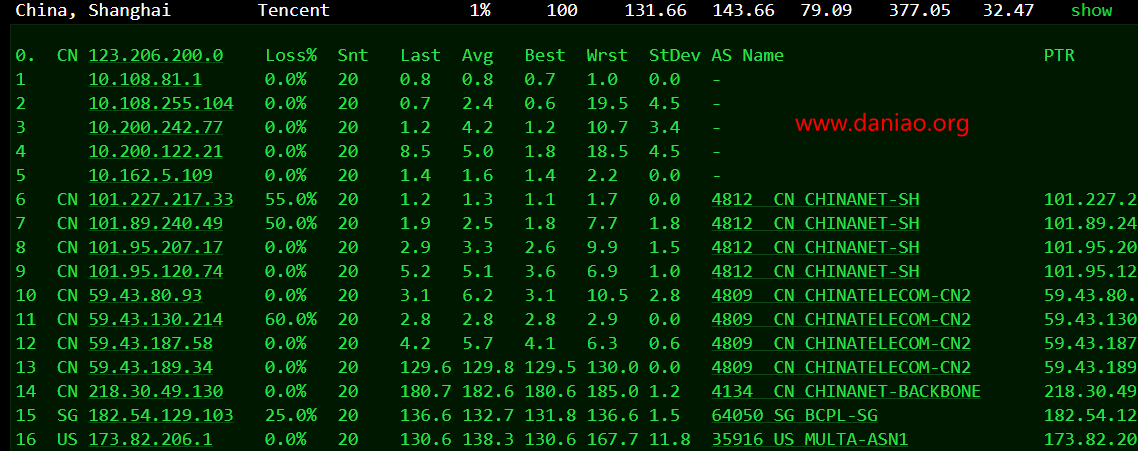 China, Shanghai Tencent 1% 100 131.66 143.66 79.09 377.05 32.47 show
0. CN 123.206.200.0 Loss% Snt Last Avg Best Wrst StDev AS Name PTR
1 10.108.81.1 0.0% 20 0.8 0.8 0.7 1.0 0.0 -
2 10.108.255.104 0.0% 20 0.7 2.4 0.6 19.5 4.5 -
3 10.200.242.77 0.0% 20 1.2 4.2 1.2 10.7 3.4 -
www.daniao.org
4 10.200.122.21 0.0% 20 8.5 5.0 1.8 18.5 4.5 -
5 10.162.5.109 0.0% 20 1.4 1.6 1.4 2.2 0.0 -
6 CN 101.227.217.33 55.0% 20 1.2 1.3 1.1 1.7 0.0 4812 CN CHINANET-SH 101.227.2
7 CN 101.89.240.49 50.0% 20 1.9 2.5 1.8 7.7 1.8 4812 CN CHINANET-SH 101.89.24
8 CN 101.95.207.17 0.0% 20 2.9 3.3 2.6 9.9 1.5 4812 CN CHINANET-SH 101.95.20
9 CN 101.95.120.74 0.0% 20 5.2 5.1 3.6 6.9 1.0 4812 CN CHINANET-SH 101.95.12
10 CN 59.43.80.93 0.0% 20 3.1 6.2 3.1 10.5 2.8 4809 CN CHINATELECOM-CN2 59.43.80.
11 CN 59.43.130.214 60.0% 20 2.8 2.8 2.8 2.9 0.0 4809 CN CHINATELECOM-CN2 59.43.130
12 CN 59.43.187.58 0.0% 20 4.2 5.7 4.1 6.3 0.6 4809 CN CHINATELECOM-CN2 59.43.187
13 CN 59.43.189.34 0.0% 20 129.6 129.8 129.5 130.0 0.0 4809 CN CHINATELECOM-CN2 59.43.189
14 CN 218.30.49.130 0.0% 20 180.7 182.6 180.6 185.0 1.2 4134 CN CHINANET-BACKBONE 218.30.49
15 SG 182.54.129.103 25.0% 20 136.6 132.7 131.8 136.6 1.5 64050 SG BCPL-SG 182.54.12
16 US 173.82.206.1 0.0% 20 130.6 138.3 130.6 167.7 11.8 35916 US MULTA-ASN1 173.82.20